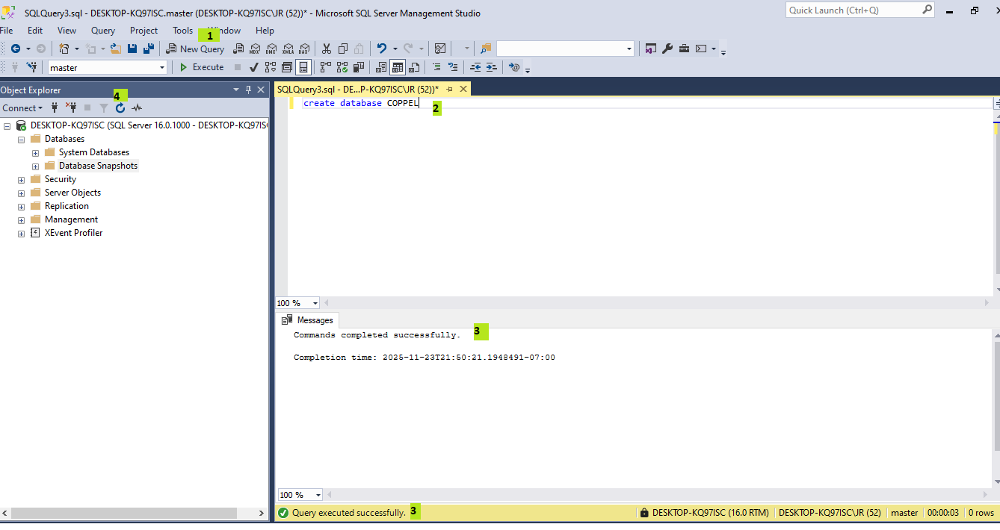 SQLQuery3.sql - DESKTOP-KQ97ISC.master (DESKTOP-KQ97ISC\JR (52))* - Microsoft SQL Server Management Studio
Quick Launch (Ctrl+Q)
File Edit View Query Project Tools Window Help
1
New Query MDX DMX XMLA DAX
master Execute
Object Explorer
4
Connect
DESKTOP-KQ97ISC (SQL Server 16.0.1000 - DESKTOP-KQ97IS
Databases
System Databases
Database Snapshots
Security
Server Objects
Replication
Management
XEvent Profiler
SQLQuery3.sql - DE...P-KQ97ISC\JR (52))*
create database COPPEL
2
100 %
Messages
Commands completed successfully.
3
Completion time: 2025-11-23T21:50:21.1948491-07:00
100 %
Query executed successfully. 3 DESKTOP-KQ97ISC (16.0 RTM) DESKTOP-KQ97ISC\JR (52) master 00:00:03 0 rows